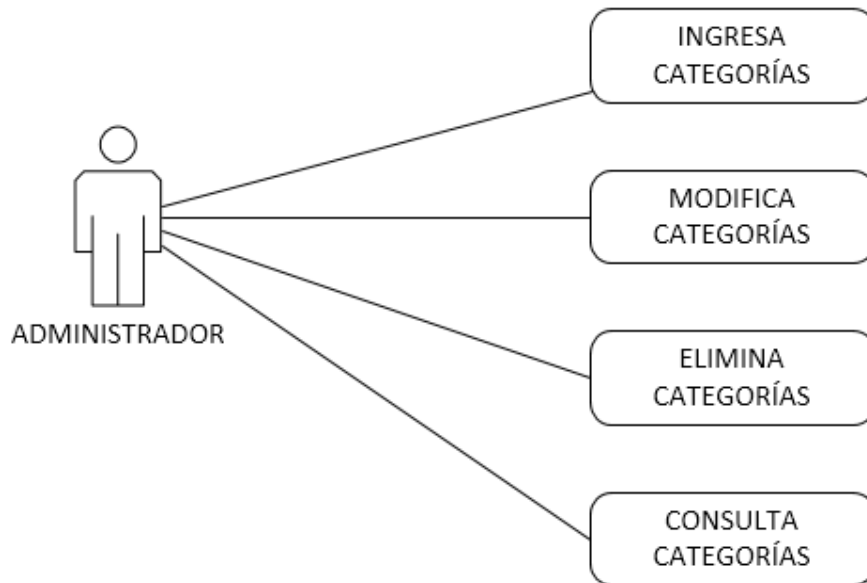 INGRESA
CATEGORÍAS
MODIFICA
CATEGORÍAS
ADMINISTRADOR
ELIMINA
CATEGORÍAS
CONSULTA
CATEGORÍAS